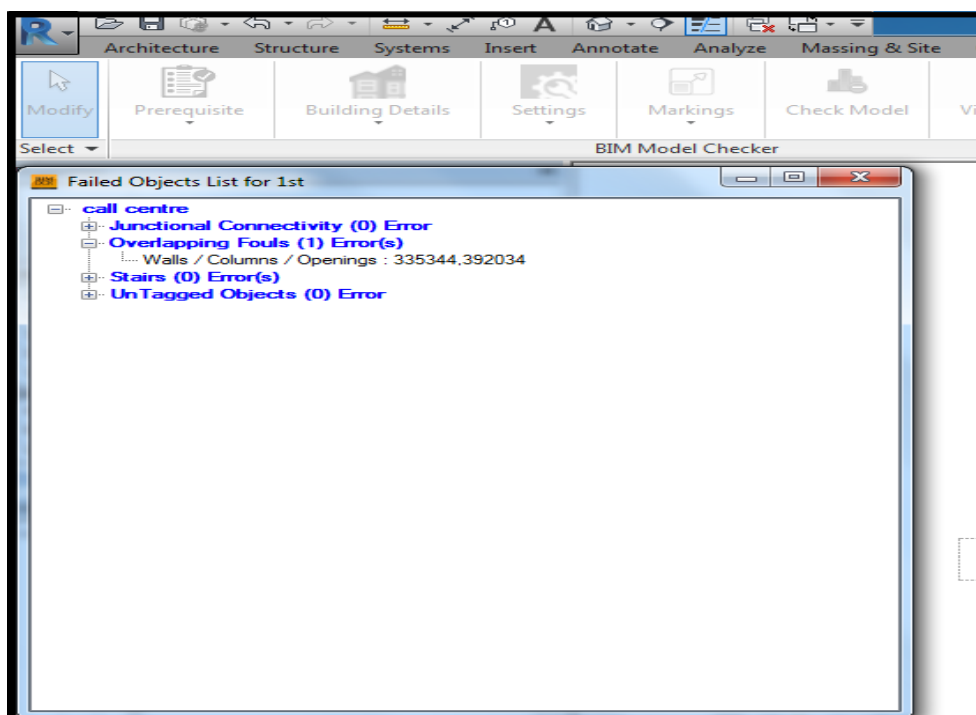 R
A
Architecture Structure Systems Insert Annotate Analyze Massing & Site
Modify Prerequisite Building Details Settings Markings Check Model
Select BIM Model Checker
Failed Objects List for 1st
call centre
Junctional Connectivity (0) Error
Overlapping Fouls (1) Error(s)
Walls / Columns / Openings : 335344,392034
Stairs (0) Error(s)
UnTagged Objects (0) Error